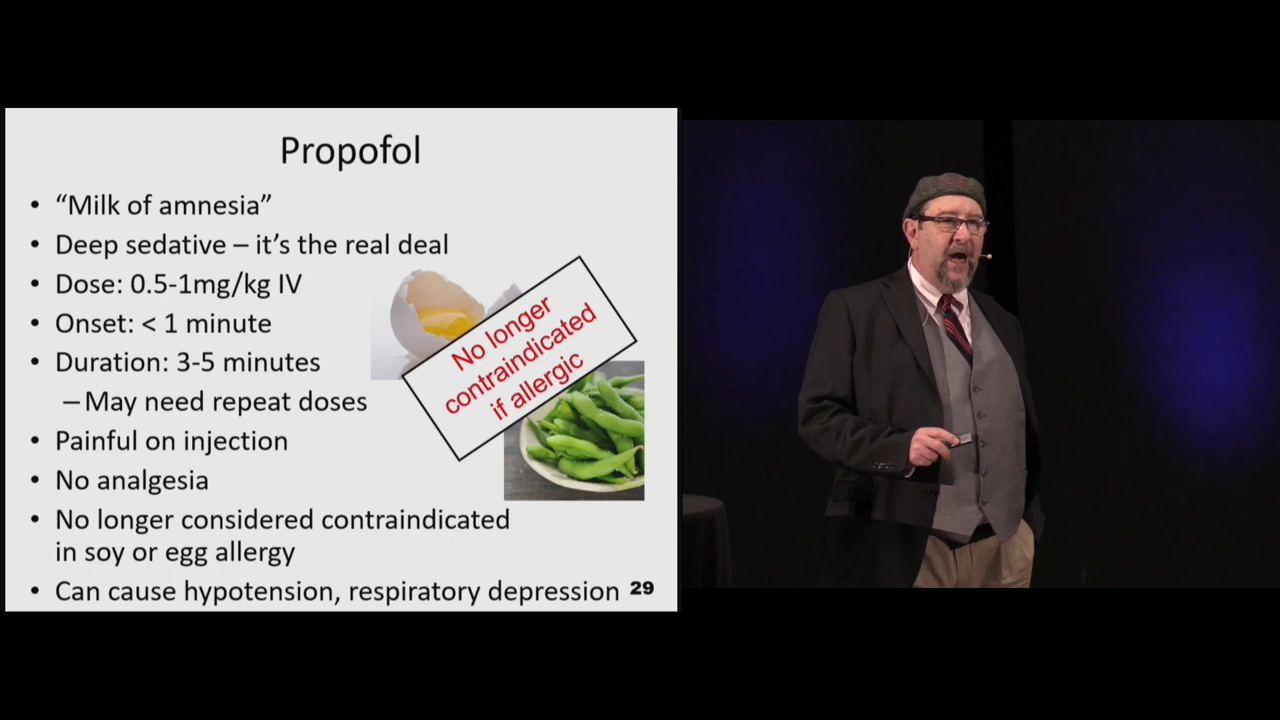 Propofol
• “Milk of amnesia”
• Deep sedative – it’s the real deal
• Dose: 0.5-1mg/kg IV
• Onset: < 1 minute
• Duration: 3-5 minutes
– May need repeat doses
• Painful on injection
• No analgesia
• No longer considered contraindicated
in soy or egg allergy
• Can cause hypotension, respiratory depression
No longer
contraindicated
if allergic
29